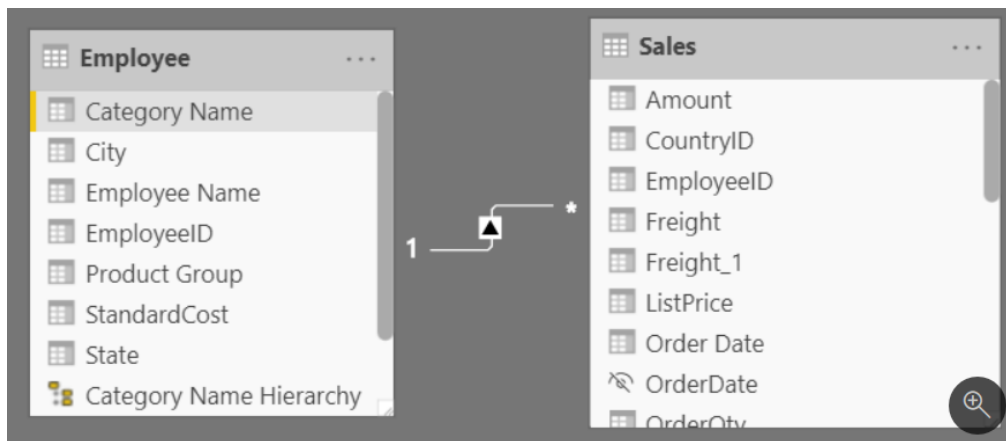 Employee ...
Category Name
City
Employee Name
EmployeeID
Product Group
StandardCost
State
Category Name Hierarchy
1
*
Sales ...
Amount
CountryID
EmployeeID
Freight
Freight_1
ListPrice
Order Date
OrderDate
OrderQty